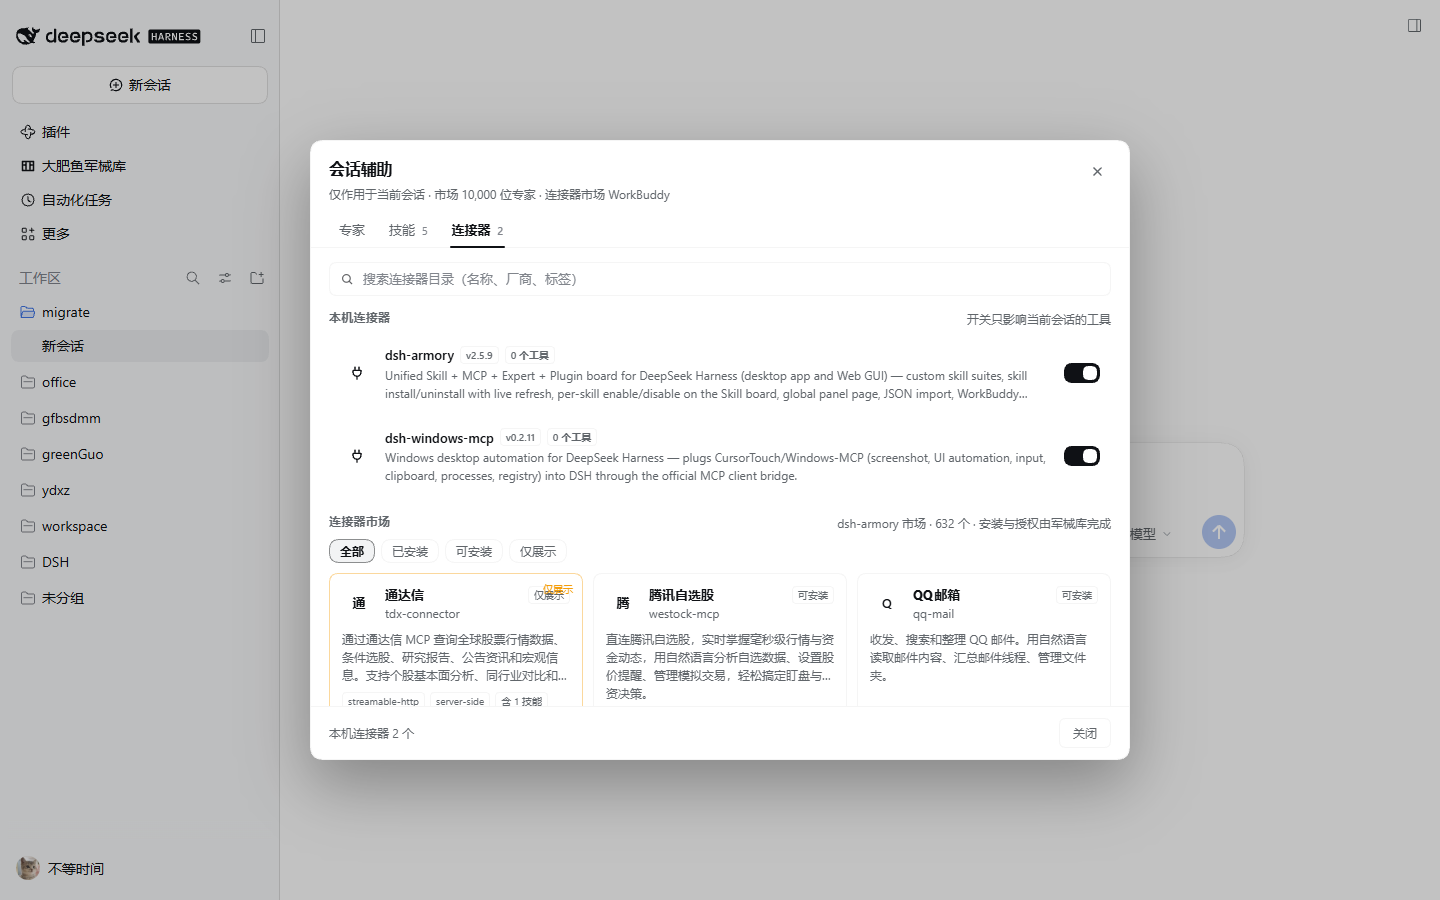 deepseek HARNESS
新会话
插件
大肥鱼军械库
自动化任务
更多
工作区
migrate
新会话
office
gfbsdmm
greenGuo
ydxz
workspace
DSH
未分组
不等时间
会话辅助
仅作用于当前会话 · 市场 10,000 位专家 · 连接器市场 WorkBuddy
专家 技能 5 连接器 2
搜索连接器目录（名称、厂商、标签）
本机连接器 开关只影响当前会话的工具
dsh-armory v2.5.9 0 个工具
Unified Skill + MCP + Expert + Plugin board for DeepSeek Harness (desktop app and Web GUI) — custom skill suites, skill
install/uninstall with live refresh, per-skill enable/disable on the Skill board, global panel page, JSON import, WorkBuddy...
dsh-windows-mcp v0.2.11 0 个工具
Windows desktop automation for DeepSeek Harness — plugs CursorTouch/Windows-MCP (screenshot, UI automation, input,
clipboard, processes, registry) into DSH through the official MCP client bridge.
连接器市场 dsh-armory 市场 · 632 个 · 安装与授权由军械库完成
全部 已安装 可安装 仅展示
通 通达信 仅展示 仅展示
tdx-connector
通过通达信 MCP 查询全球股票行情数据、
条件选股、研究报告、公告资讯和宏观信
息。支持个股基本面分析、同行业对比和...
streamable-http server-side 含 1 技能
腾 腾讯自选股 可安装
westock-mcp
直连腾讯自选股，实时掌握毫秒级行情与资
金动态，用自然语言分析自选数据、设置股
价提醒、管理模拟交易，轻松搞定盯盘与...
资决策。
Q QQ邮箱 可安装
qq-mail
收发、搜索和整理 QQ 邮件。用自然语言
读取邮件内容、汇总邮件线程、管理文件
夹。
本机连接器 2 个 关闭
模型